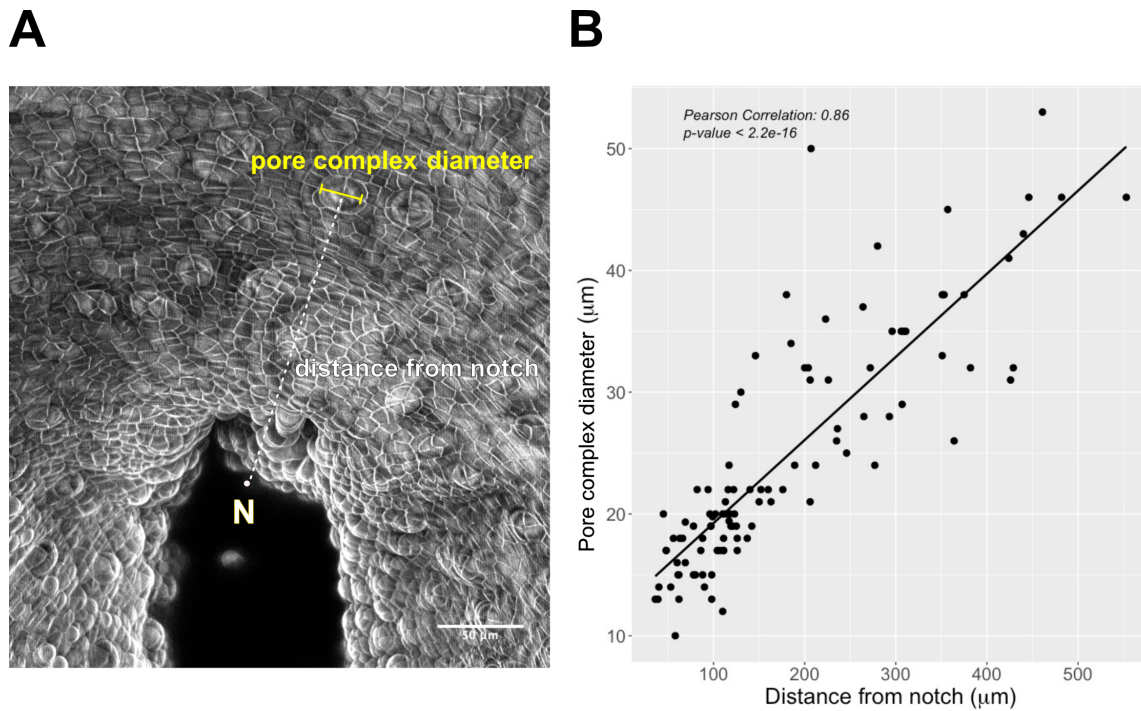 A
B
pore complex diameter
distance from notch
N
50 µm
Pearson Correlation: 0.86
p-value < 2.2e-16
50
40
30
20
10
Pore complex diameter (µm)
100 200 300 400 500
Distance from notch (µm)